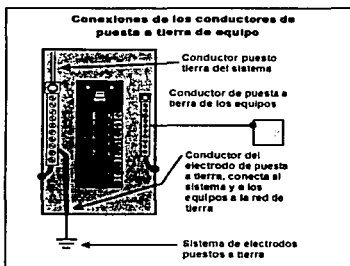 Conexiones de los conductores de
puesta a tierra de equipo
Conductor puesto
tierra del sistema
Conductor de puesta a
tierra de los equipos
Conductor del
electrodo de puesta
a tierra, conecta al
sistema y a los
equipos a la red de
tierra
Sistema de electrodos
puestos a tierra